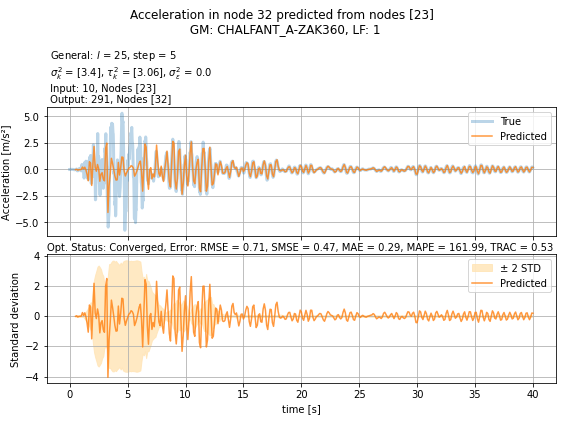 Acceleration in node 32 predicted from nodes [23]
GM: CHALFANT_A-ZAK360, LF: 1
General: l = 25, step = 5
σ²ₖ = [3.4], τ²ₖ = [3.06], σ²ε = 0.0
Input: 10, Nodes [23]
Output: 291, Nodes [32]
5.0
2.5
0.0
−2.5
−5.0
Acceleration [m/s²]
True
Predicted
Opt. Status: Converged, Error: RMSE = 0.71, SMSE = 0.47, MAE = 0.29, MAPE = 161.99, TRAC = 0.53
4
2
0
−2
−4
Standard deviation
± 2 STD
Predicted
0 5 10 15 20 25 30 35 40
time [s]